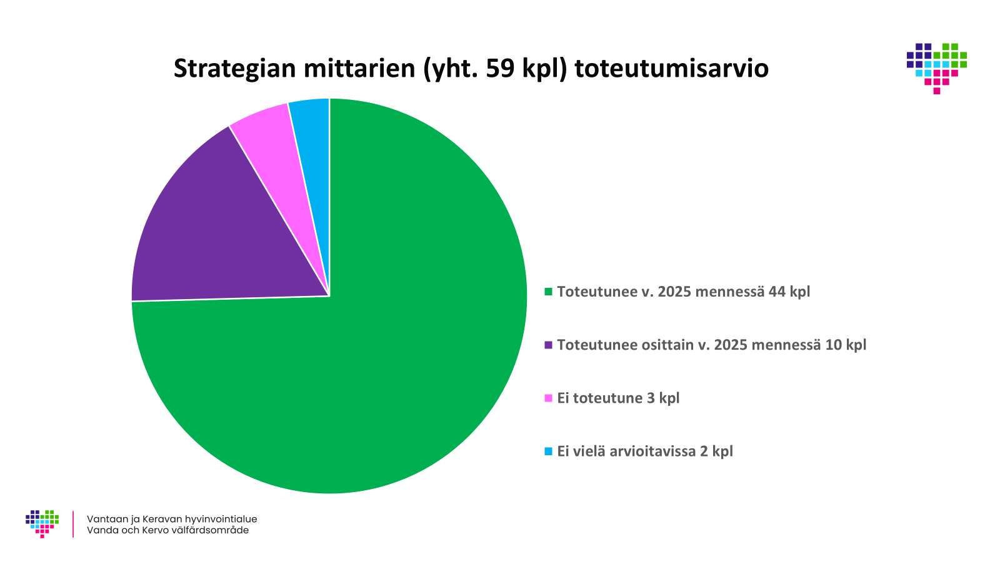 Strategian mittarien (yht. 59 kpl) toteutumisarvio
Toteutunee v. 2025 mennessä 44 kpl
Toteutunee osittain v. 2025 mennessä 10 kpl
Ei toteutune 3 kpl
Ei vielä arvioitavissa 2 kpl
Vantaan ja Keravan hyvinvointialue
Vanda och Kervo välfärdsområde